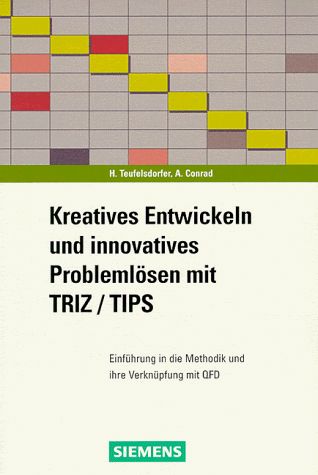 H. Teufelsdorfer, A. Conrad
Kreatives Entwickeln
und innovatives
Problemlösen mit
TRIZ / TIPS
Einführung in die Methodik und
ihre Verknüpfung mit QFD
SIEMENS